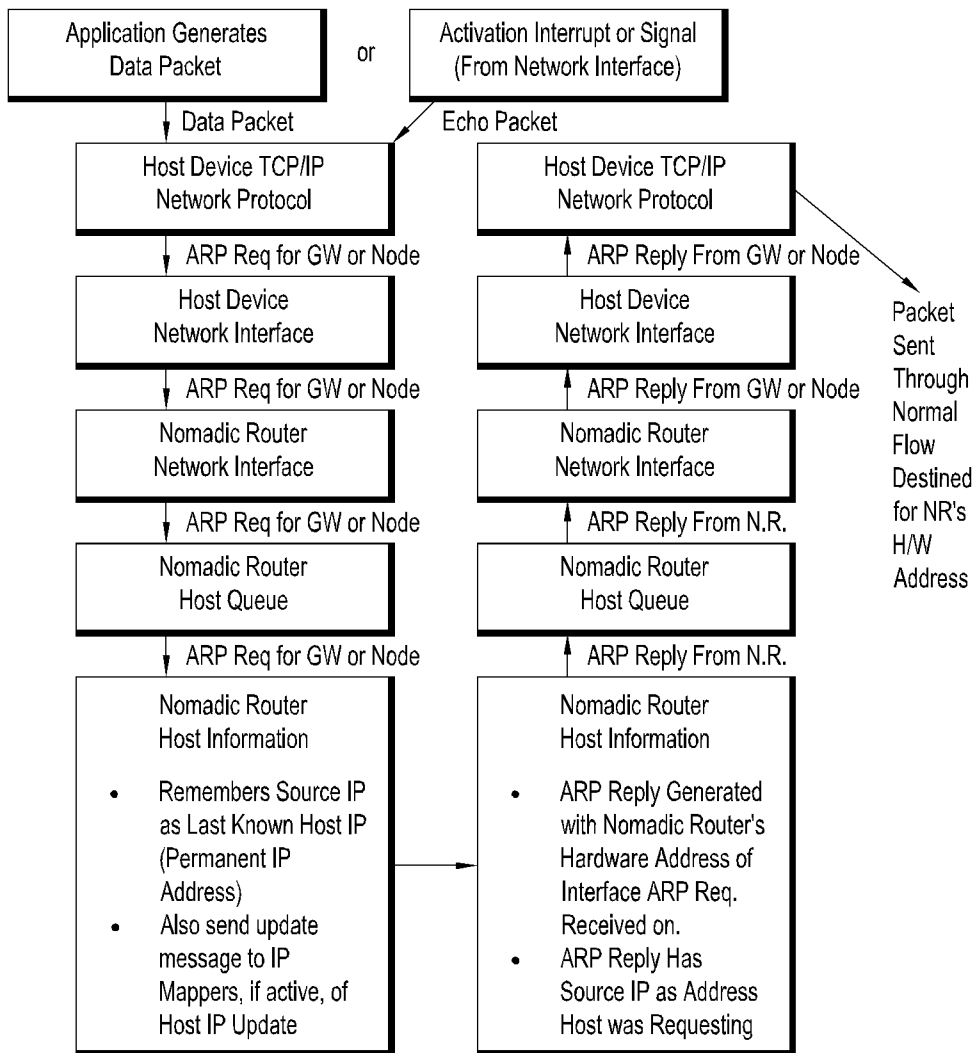 Application Generates
Data Packet
or
Activation Interrupt or Signal
(From Network Interface)
Data Packet
Echo Packet
Host Device TCP/IP
Network Protocol
ARP Req for GW or Node
Host Device
Network Interface
ARP Req for GW or Node
Nomadic Router
Network Interface
ARP Req for GW or Node
Nomadic Router
Host Queue
ARP Req for GW or Node
Nomadic Router
Host Information
• Remembers Source IP
as Last Known Host IP
(Permanent IP
Address)
• Also send update
message to IP
Mappers, if active, of
Host IP Update
Host Device TCP/IP
Network Protocol
ARP Reply From GW or Node
Host Device
Network Interface
ARP Reply From GW or Node
Nomadic Router
Network Interface
ARP Reply From N.R.
Nomadic Router
Host Queue
ARP Reply From N.R.
Nomadic Router
Host Information
• ARP Reply Generated
with Nomadic Router's
Hardware Address of
Interface ARP Req.
Received on.
• ARP Reply Has
Source IP as Address
Host was Requesting
Packet
Sent
Through
Normal
Flow
Destined
for NR's
H/W
Address